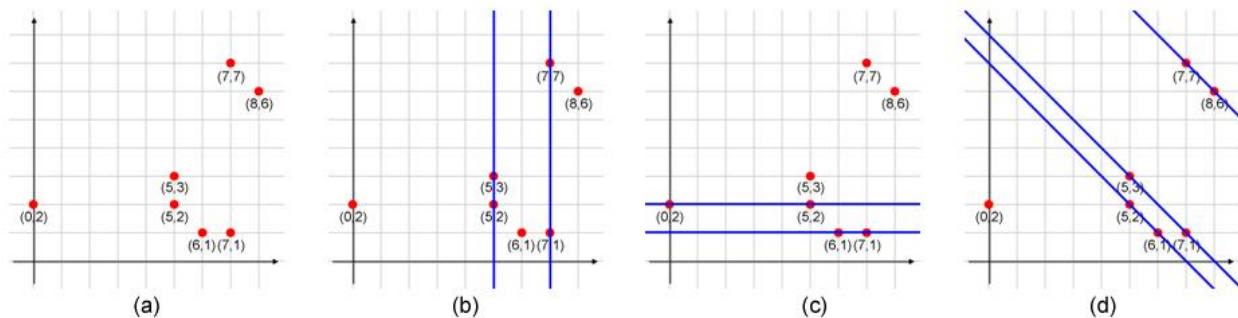 (7,7) (7,7) (7,7) (7,7)
(8,6) (8,6) (8,6) (8,6)
(5,3) (5,3) (5,3) (5,3)
(0,2) (5,2) (0,2) (5,2) (0,2) (5,2) (0,2) (5,2)
(6,1) (7,1) (6,1) (7,1) (6,1) (7,1) (6,1) (7,1)
(a) (b) (c) (d)